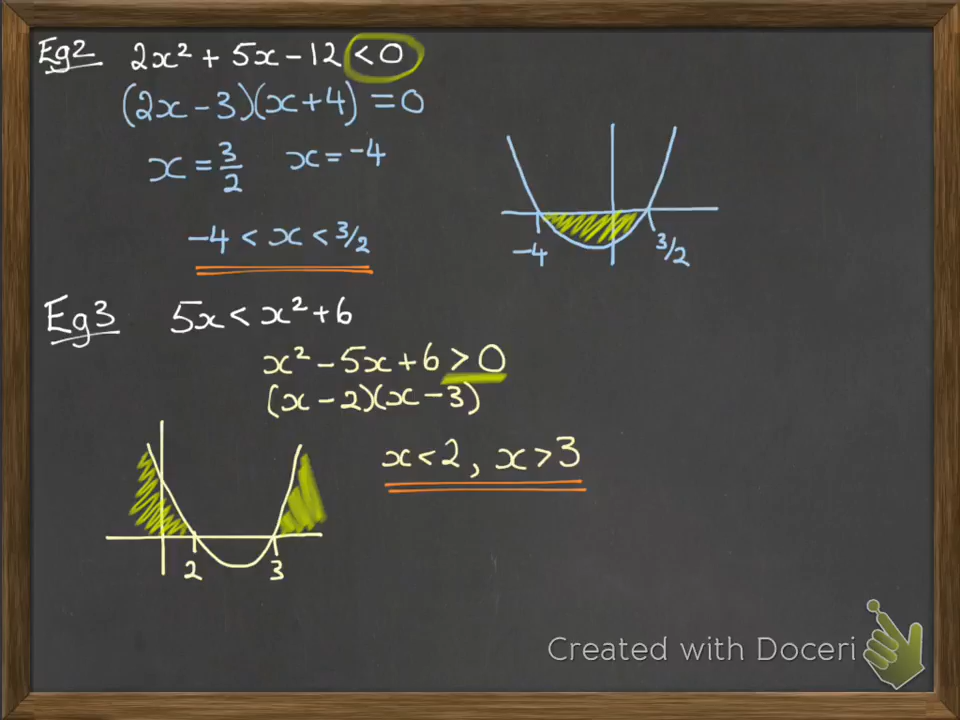 Eg2 2x² + 5x - 12 < 0
(2x - 3)(x + 4) = 0
x = 3/2 x = -4
-4 3/2
-4 < x < 3/2
Eg3 5x < x² + 6
x² - 5x + 6 > 0
(x - 2)(x - 3)
x < 2, x > 3
2 3
Created with Doceri